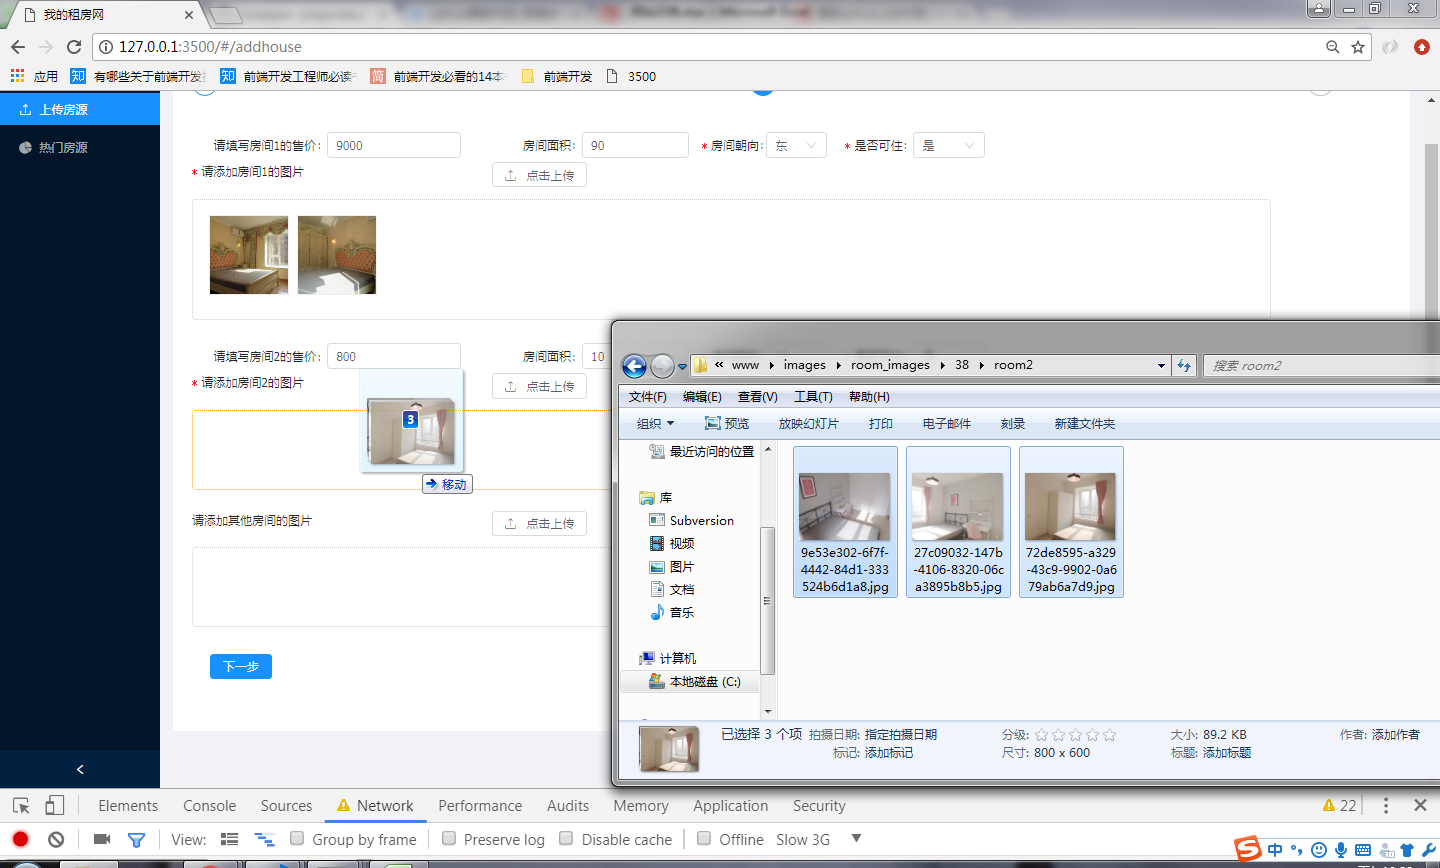 我的租房网
127.0.0.1:3500/#/addhouse
应用 知 有哪些关于前端开发 知 前端开发工程师必读 简 前端开发必看的14本 前端开发 3500
上传房源
热门房源
请填写房间1的售价: 9000 房间面积: 90 * 房间朝向: 东 * 是否可住: 是
* 请添加房间1的图片 点击上传
请填写房间2的售价: 800 房间面积: 10
* 请添加房间2的图片 点击上传
3
移动
请添加其他房间的图片 点击上传
下一步
« www images room_images 38 room2 搜索 room2
文件(F) 编辑(E) 查看(V) 工具(T) 帮助(H)
组织 预览 放映幻灯片 打印 电子邮件 刻录 新建文件夹
最近访问的位置
库
Subversion
视频
图片
文档
音乐
计算机
本地磁盘 (C:)
9e53e302-6f7f-
4442-84d1-333
524b6d1a8.jpg
27c09032-147b
-4106-8320-06c
a3895b8b5.jpg
72de8595-a329
-43c9-9902-0a6
79ab6a7d9.jpg
已选择 3 个项 拍摄日期: 指定拍摄日期 分级: 大小: 89.2 KB 作者: 添加作者
标记: 添加标记 尺寸: 800 x 600 标题: 添加标题
Elements Console Sources Network Performance Audits Memory Application Security 22
View: Group by frame Preserve log Disable cache Offline Slow 3G
S 中